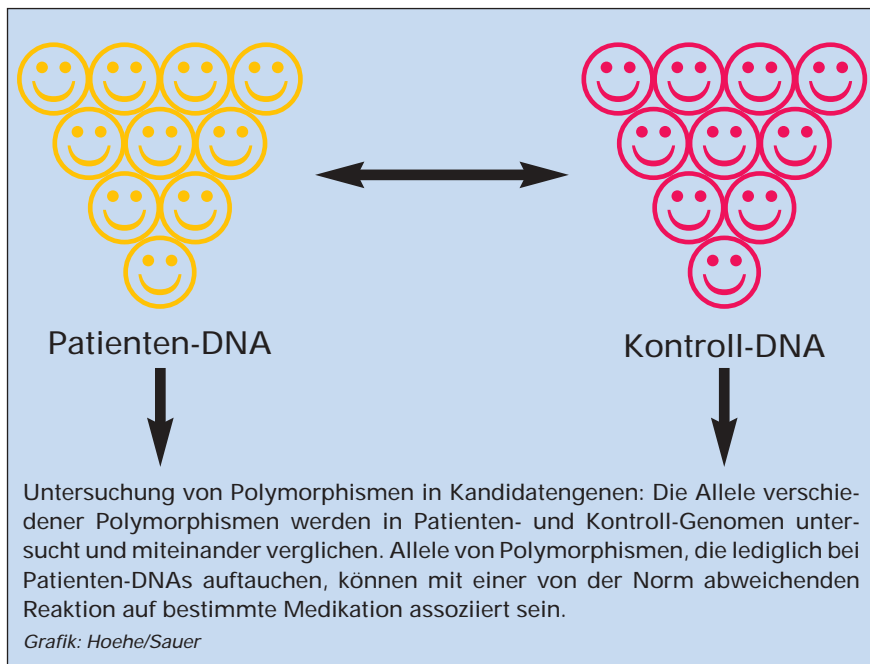 Patienten-DNA Kontroll-DNA
Untersuchung von Polymorphismen in Kandidatengenen: Die Allele verschie-
dener Polymorphismen werden in Patienten- und Kontroll-Genomen unter-
sucht und miteinander verglichen. Allele von Polymorphismen, die lediglich bei
Patienten-DNAs auftauchen, können mit einer von der Norm abweichenden
Reaktion auf bestimmte Medikation assoziiert sein.
Grafik: Hoehe/Sauer